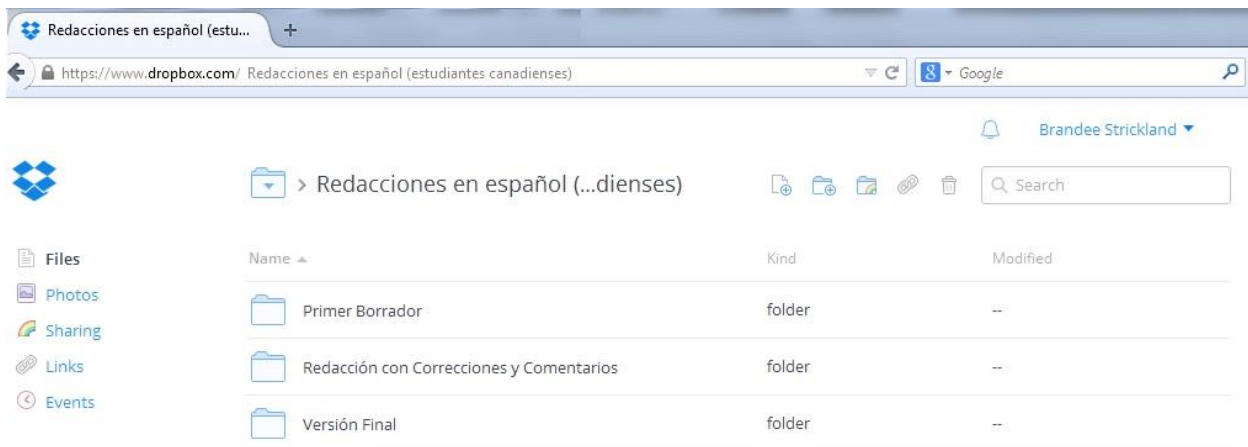 Redacciones en español (estu...
https://www.dropbox.com/ Redacciones en español (estudiantes canadienses)
Google
Brandee Strickland
> Redacciones en español (...dienses)
Search
Files
Photos
Sharing
Links
Events
Name Kind Modified
Primer Borrador folder --
Redacción con Correcciones y Comentarios folder --
Versión Final folder --